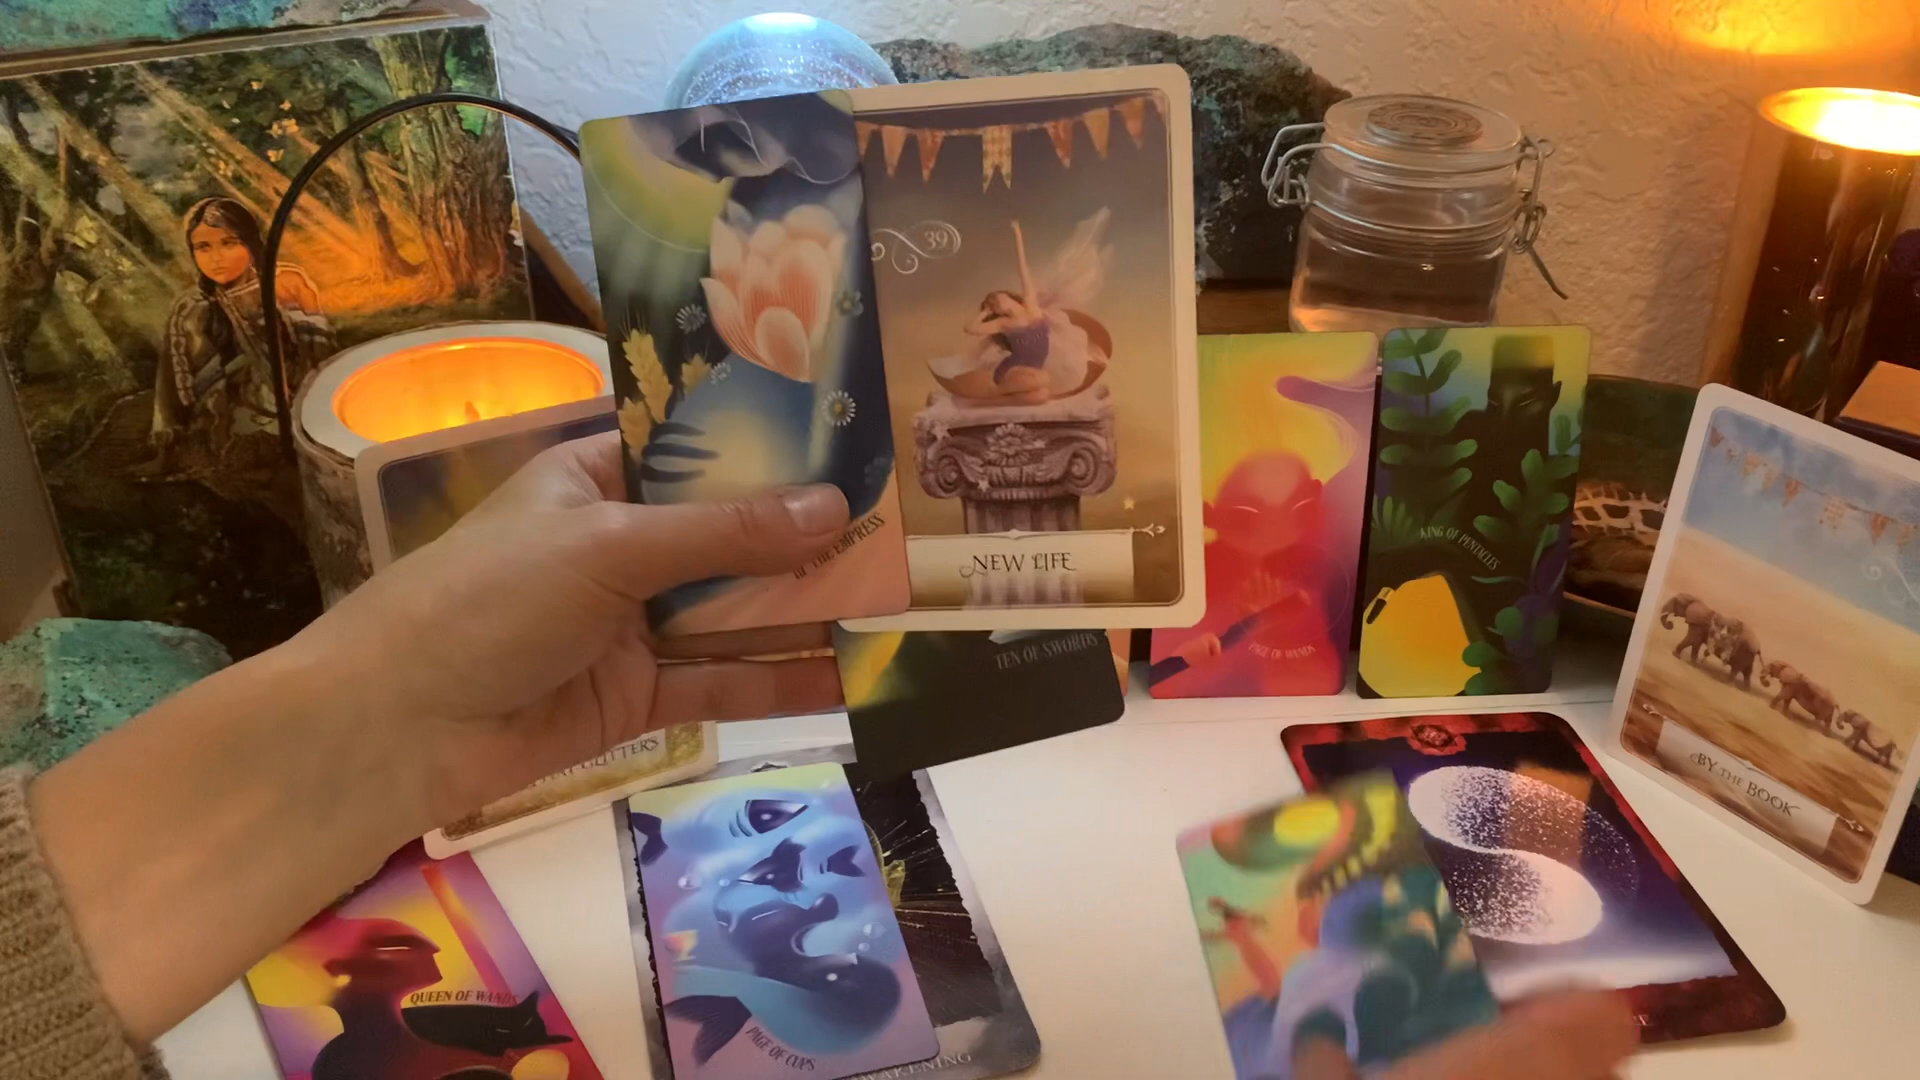 39
III THE EMPRESS
NEW LIFE
TEN OF SWORDS
PAGE OF WANDS
KING OF PENTACLES
BY THE BOOK
GLITTERS
QUEEN OF WANDS
PAGE OF CUPS
AWAKENING